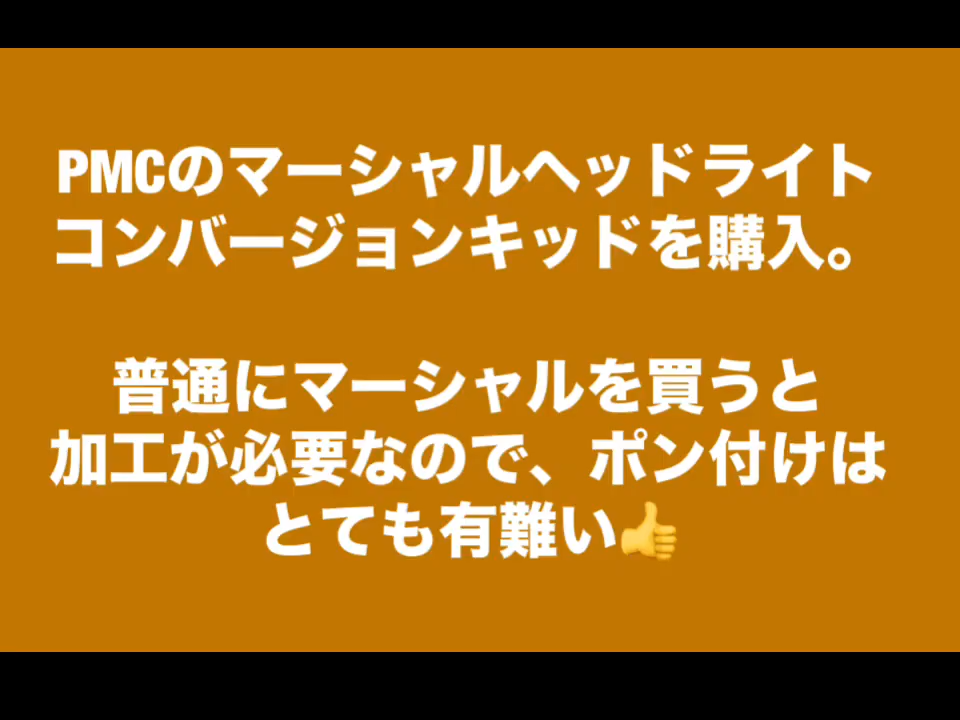 PMCのマーシャルヘッドライト
コンバージョンキッドを購入。
普通にマーシャルを買うと
加工が必要なので、ポン付けは
とても有難い👍